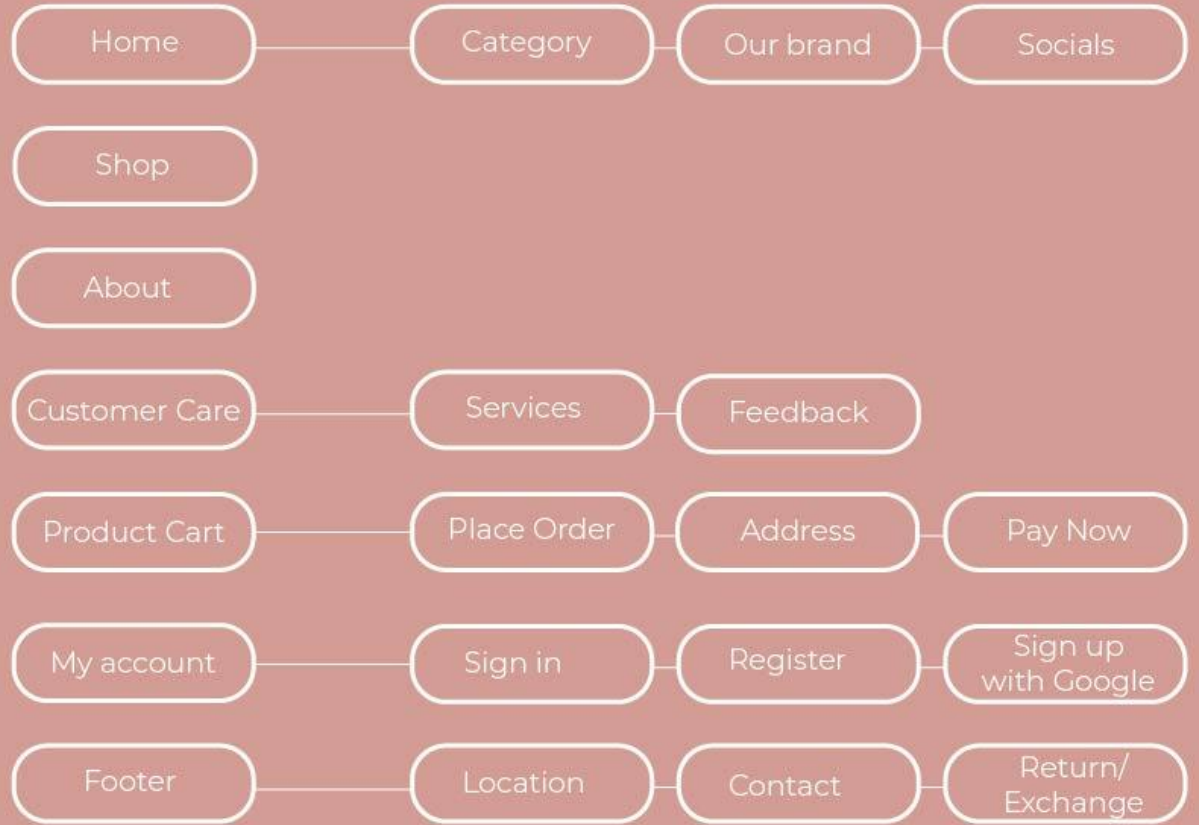 Home
Category
Our brand
Socials
Shop
About
Customer Care
Services
Feedback
Product Cart
Place Order
Address
Pay Now
My account
Sign in
Register
Sign up
with Google
Footer
Location
Contact
Return/
Exchange